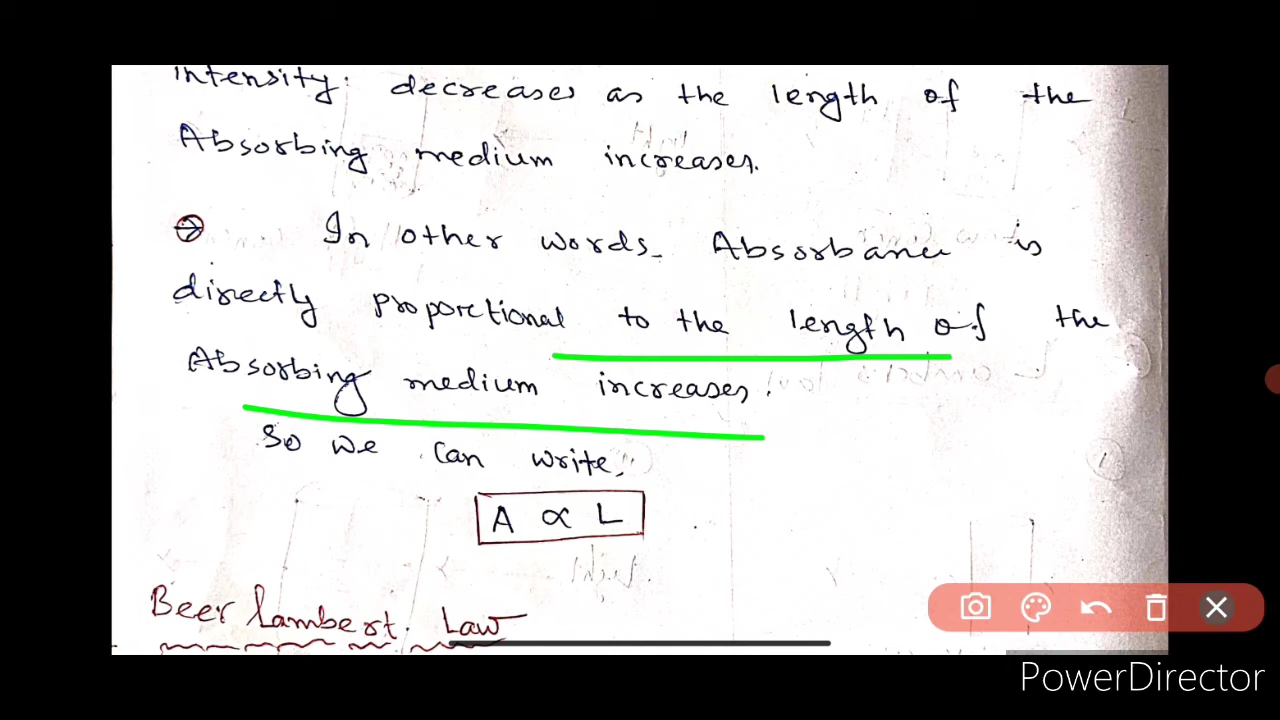 intensity. decreases as the length of the
Absorbing medium increases.
In other words. Absorbance is
directly proportional to the length of the
Absorbing medium increases.
So we can write.
A ∝ L
Beer Lambert. Law
PowerDirector